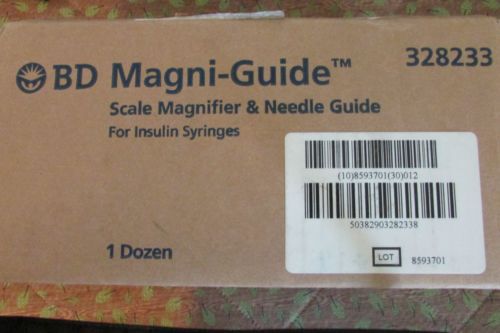 BD Magni-Guide™ 328233
Scale Magnifier & Needle Guide
For Insulin Syringes
(10)8593701(30)012
50382903282338
1 Dozen
LOT 8593701